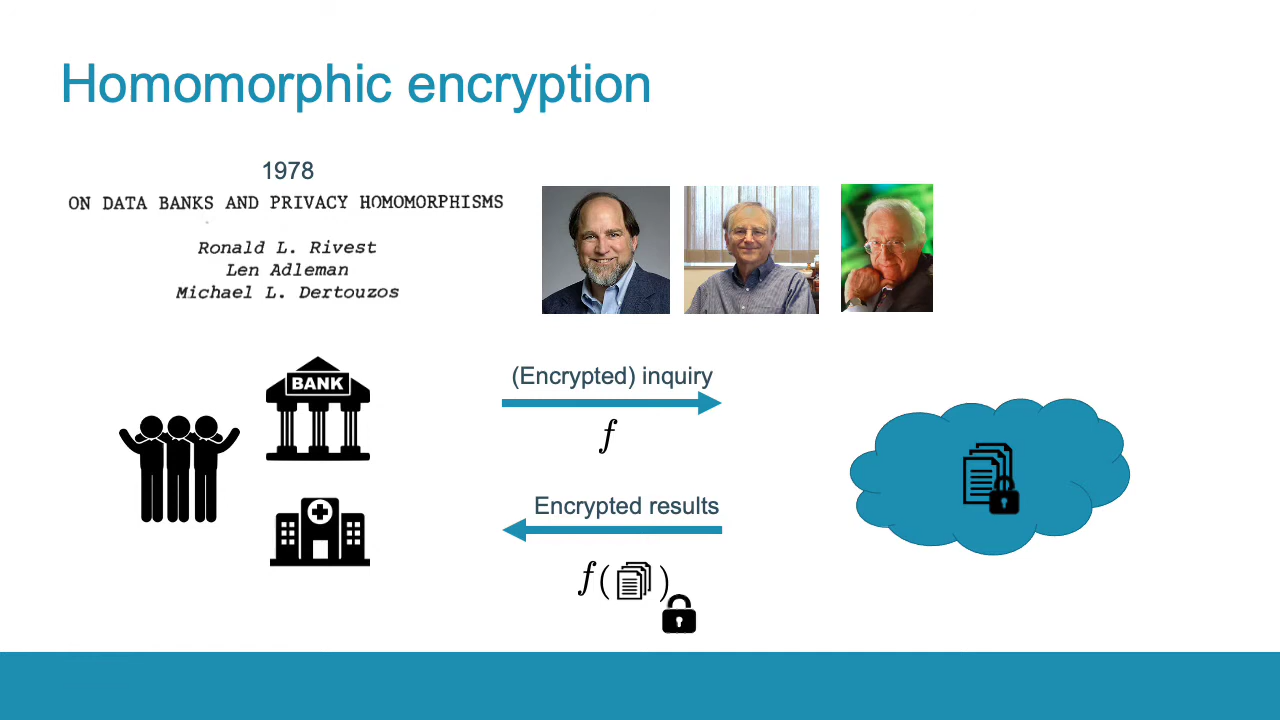 Homomorphic encryption
1978
ON DATA BANKS AND PRIVACY HOMOMORPHISMS
Ronald L. Rivest
Len Adleman
Michael L. Dertouzos
BANK
(Encrypted) inquiry
f
Encrypted results
f( )